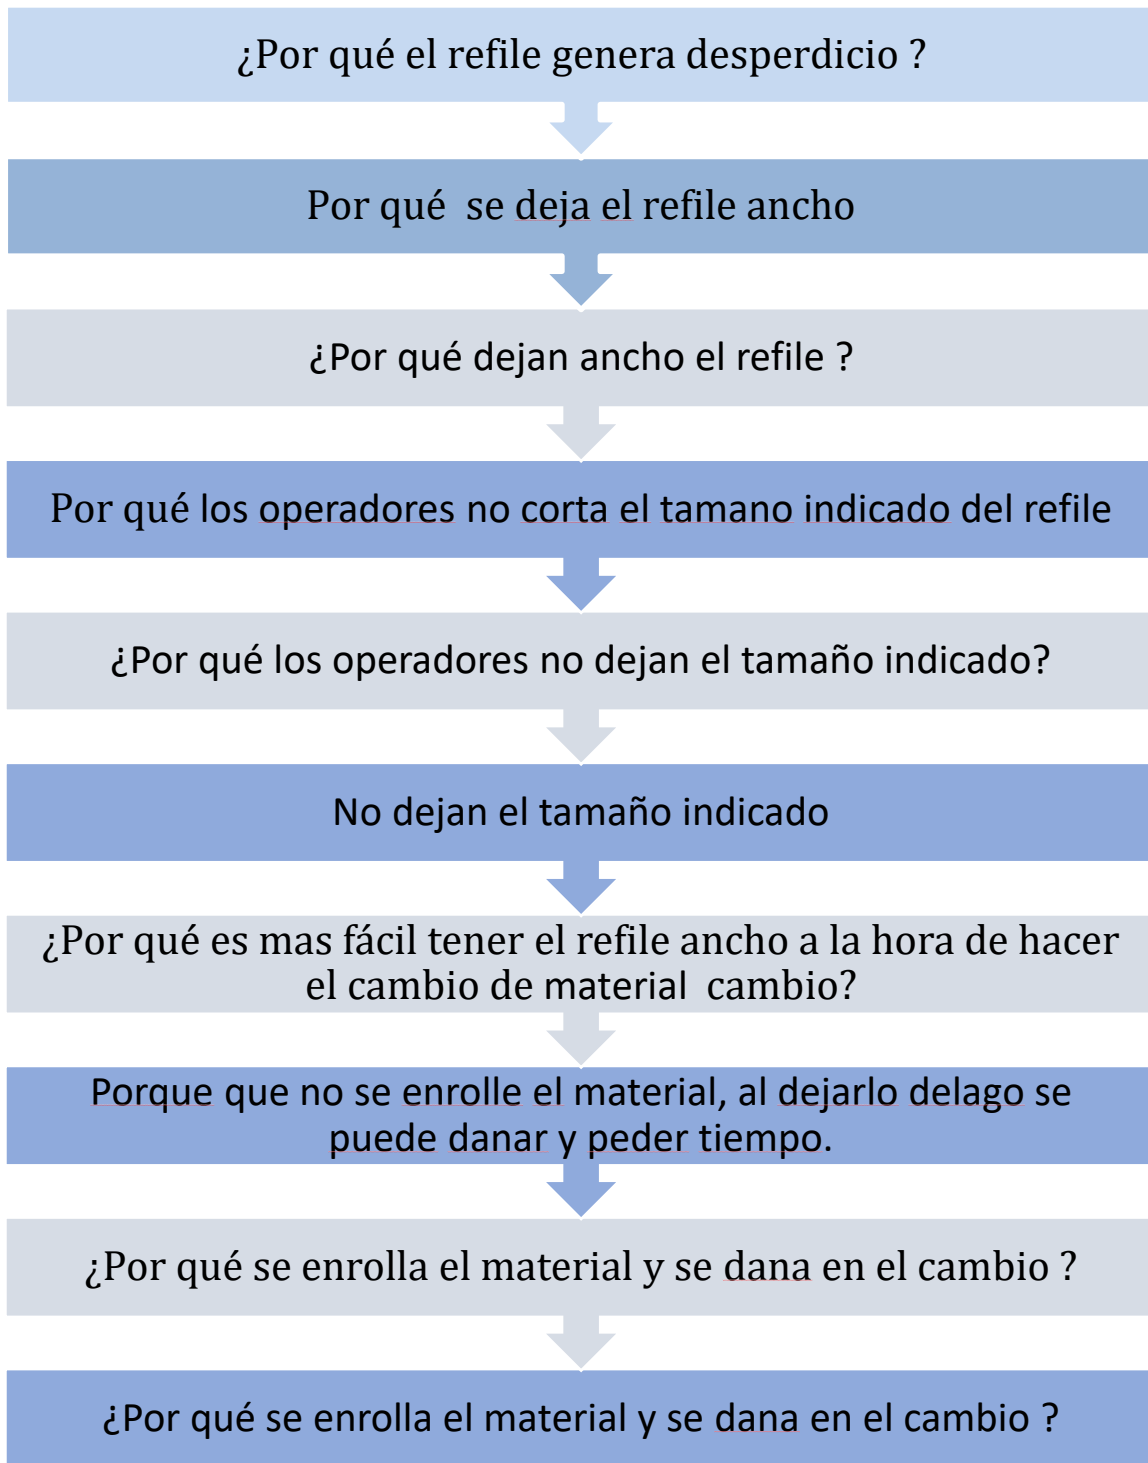 ¿Por qué el refile genera desperdicio ?
Por qué  se deja el refile ancho
¿Por qué dejan ancho el refile ?
Por qué los operadores no corta el tamano indicado del refile
¿Por qué los operadores no dejan el tamaño indicado?
No dejan el tamaño indicado
¿Por qué es mas fácil tener el refile ancho a la hora de hacer
el cambio de material  cambio?
Porque que no se enrolle el material, al dejarlo delago se
puede danar y peder tiempo.
¿Por qué se enrolla el material y se dana en el cambio ?
¿Por qué se enrolla el material y se dana en el cambio ?